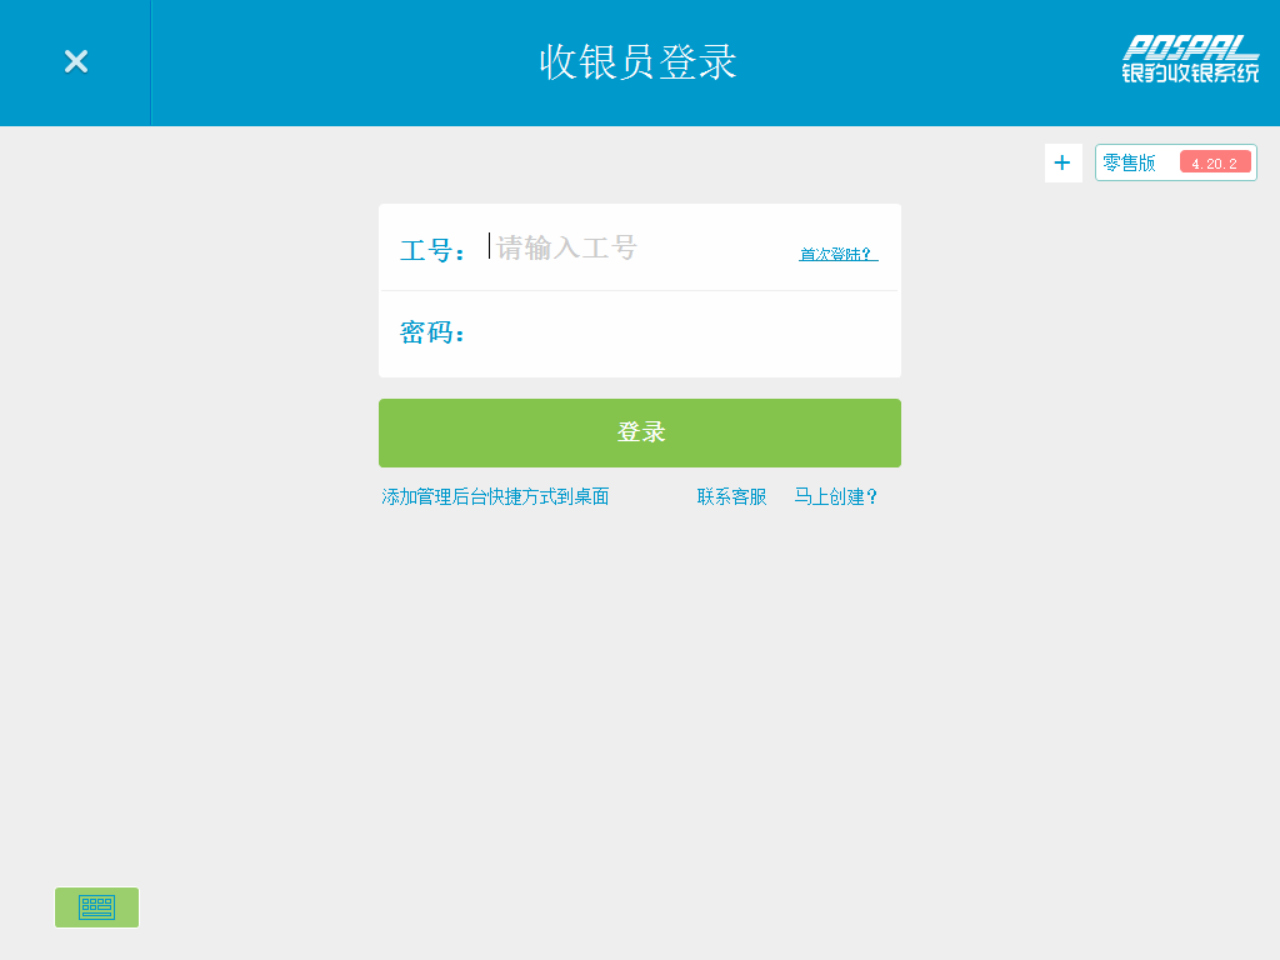 收银员登录
POSPAL
银豹收银系统
+ 零售版 4.20.2
工号： 请输入工号 首次登陆？
密码：
登录
添加管理后台快捷方式到桌面 联系客服 马上创建？